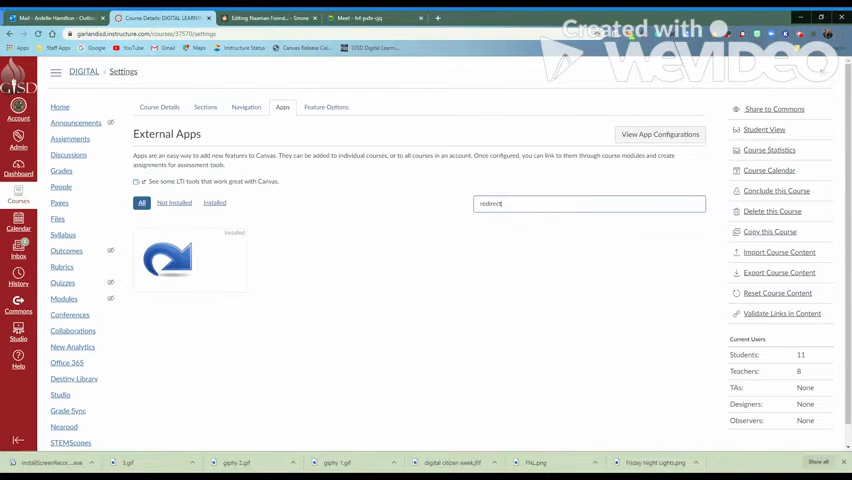 Mail - Ardelle Hamilton - Outloo
Course Details: DIGITAL LEARNIN
Editing Naaman Forest... - Smore
Meet - fvf-pxfe-cjq
garlandisd.instructure.com/courses/37570/settings
Apps
Staff Apps
Google
YouTube
Gmail
Maps
Instructure Status
Canvas Release Cal...
GISD Digital Learni...
Created with
WEVIDEO
GISD
Account
Admin
Dashboard
Courses
Calendar
Inbox
History
Commons
Studio
Help
DIGITAL
Settings
Home
Announcements
Assignments
Discussions
Grades
People
Pages
Files
Syllabus
Outcomes
Rubrics
Quizzes
Modules
Conferences
Collaborations
New Analytics
Office 365
Destiny Library
Studio
Grade Sync
Nearpod
STEMScopes
Course Details
Sections
Navigation
Apps
Feature Options
External Apps
View App Configurations
Apps are an easy way to add new features to Canvas. They can be added to individual courses, or to all courses in an account. Once configured, you can link to them through course modules and create
assignments for assessment tools.
See some LTI tools that work great with Canvas.
All
Not Installed
Installed
redirect
Installed
Share to Commons
Student View
Course Statistics
Course Calendar
Conclude this Course
Delete this Course
Copy this Course
Import Course Content
Export Course Content
Reset Course Content
Validate Links in Content
Current Users
Students: 11
Teachers: 8
TAs: None
Designers: None
Observers: None
InstallScreenRecor....exe
3.gif
giphy 2.gif
giphy 1.gif
digital citizen week.jfif
FNL.png
Friday Night Lights.png
Show all